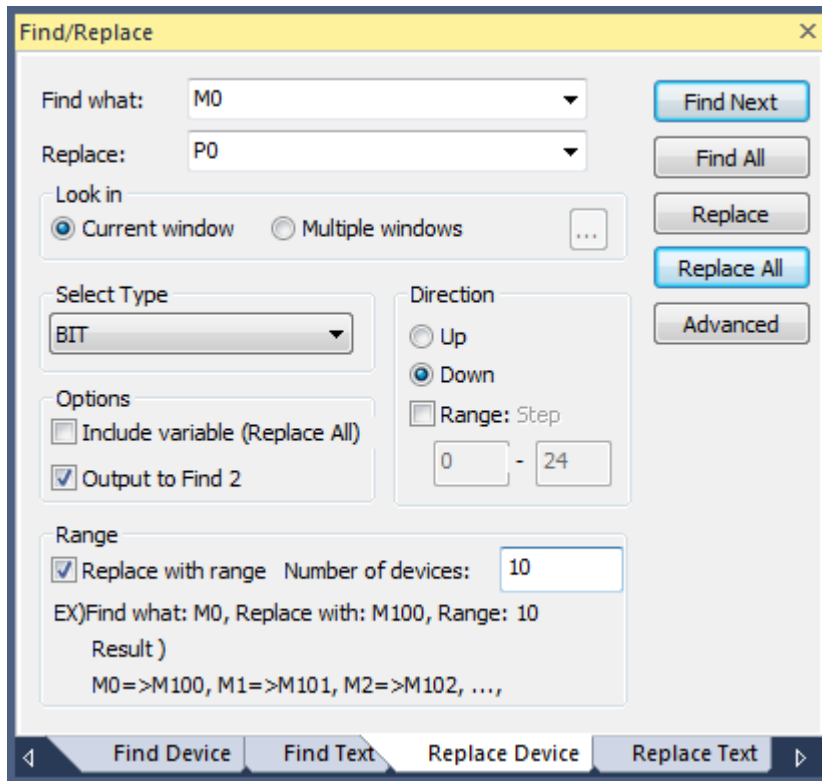 Find/Replace
Find what: M0
Find Next
Replace: P0
Find All
Look in
Current window Multiple windows ...
Replace
Replace All
Select Type
BIT
Direction
Up
Down
Range: Step
0 - 24
Advanced
Options
Include variable (Replace All)
Output to Find 2
Range
Replace with range Number of devices: 10
EX)Find what: M0, Replace with: M100, Range: 10
Result )
M0=>M100, M1=>M101, M2=>M102, ...,
Find Device Find Text Replace Device Replace Text